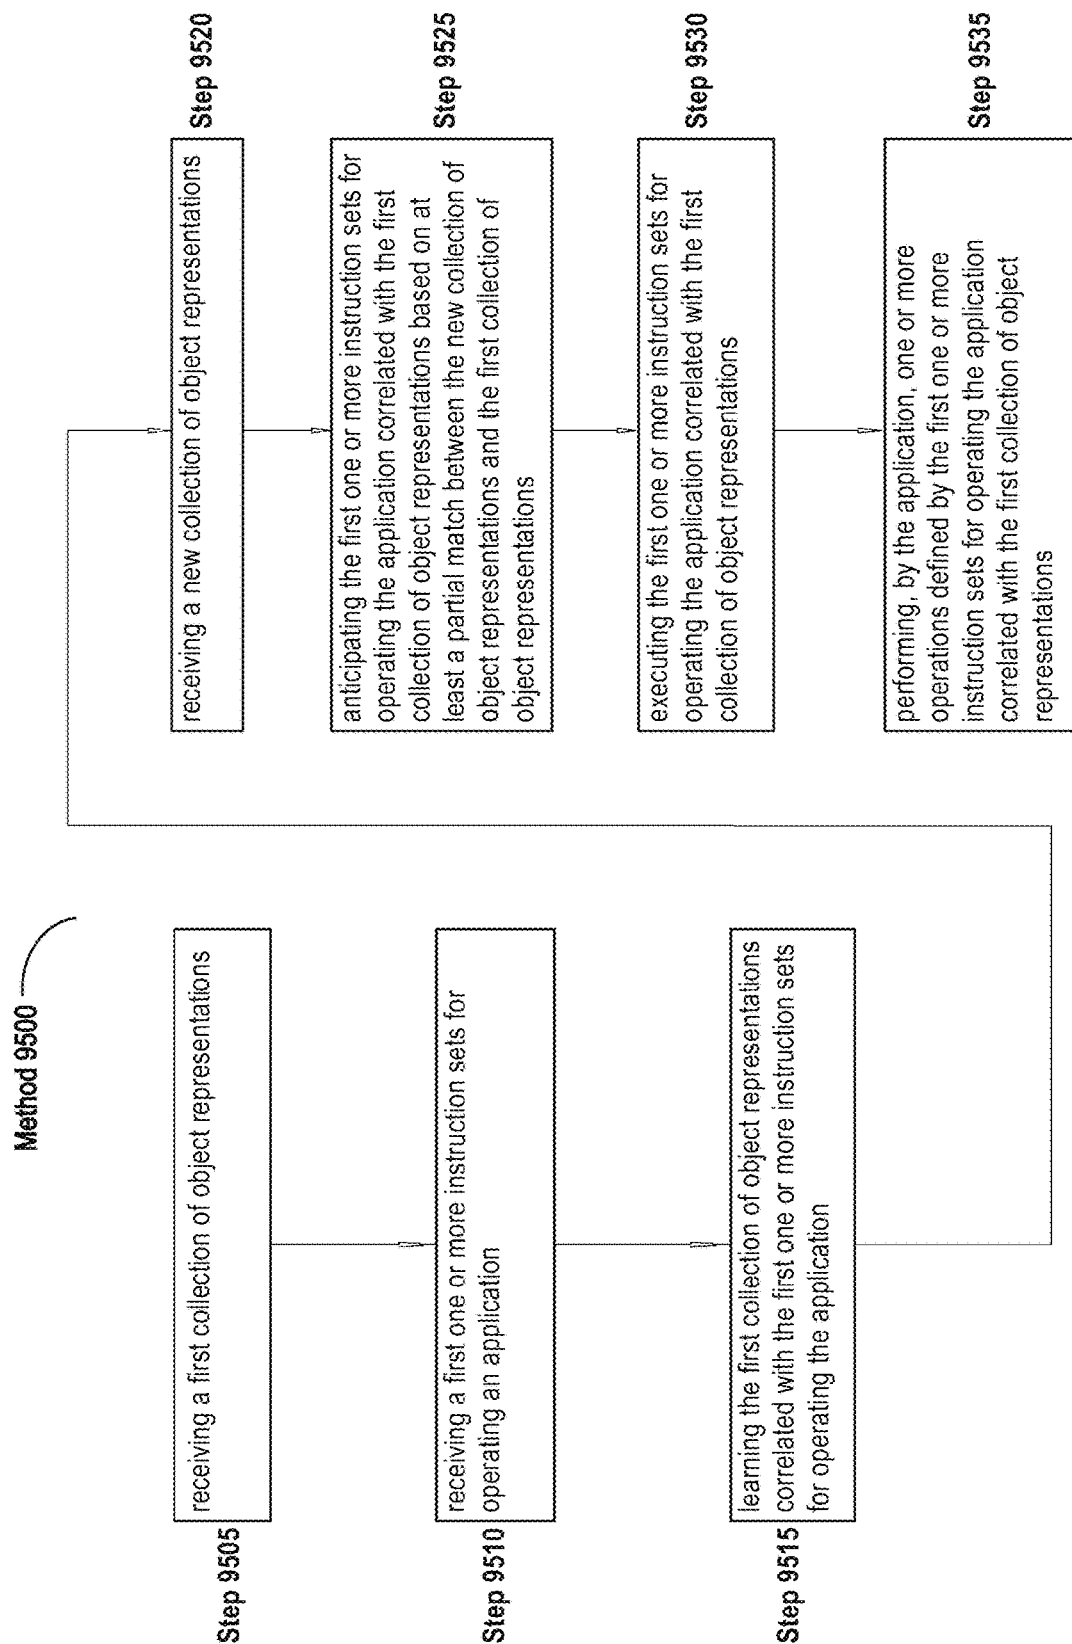 Method 9500
Step 9505
receiving a first collection of object representations
Step 9510
receiving a first one or more instruction sets for
operating an application
Step 9515
learning the first collection of object representations
correlated with the first one or more instruction sets
for operating the application
receiving a new collection of object representations
Step 9520
anticipating the first one or more instruction sets for
operating the application correlated with the first
collection of object representations based on at
least a partial match between the new collection of
object representations and the first collection of
object representations
Step 9525
executing the first one or more instruction sets for
operating the application correlated with the first
collection of object representations
Step 9530
performing, by the application, one or more
operations defined by the first one or more
instruction sets for operating the application
correlated with the first collection of object
representations
Step 9535